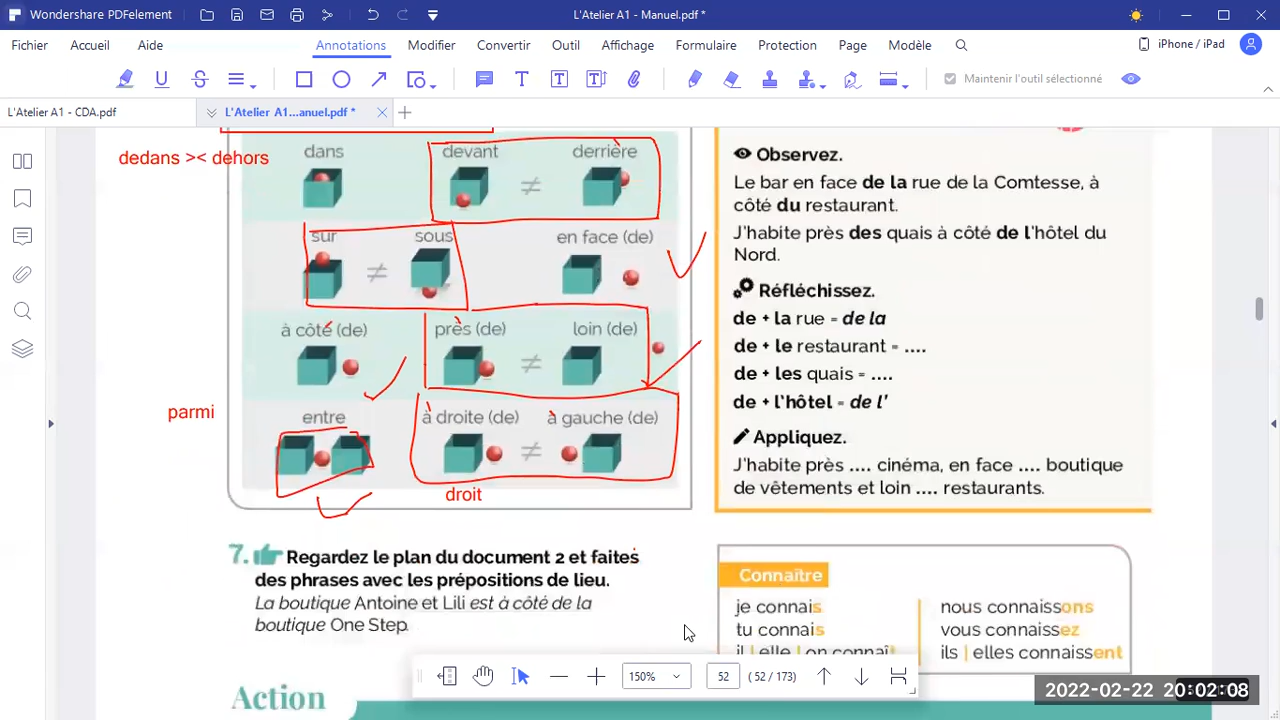 Wondershare PDFelement
L'Atelier A1 - Manuel.pdf *
Fichier Accueil Aide Annotations Modifier Convertir Outil Affichage Formulaire Protection Page Modèle iPhone / iPad
Maintenir l'outil sélectionné
L'Atelier A1 - CDA.pdf
L'Atelier A1...anuel.pdf *
dedans >< dehors
dans devant derrière
≠
sur sous en face (de)
≠
à côté (de) près (de) loin (de)
≠
parmi
entre à droite (de) à gauche (de)
≠
droit
Observez.
Le bar en face de la rue de la Comtesse, à
côté du restaurant.
J'habite près des quais à côté de l'hôtel du
Nord.
Réfléchissez.
de + la rue = de la
de + le restaurant = ....
de + les quais = ....
de + l'hôtel = de l'
Appliquez.
J'habite près .... cinéma, en face .... boutique
de vêtements et loin .... restaurants.
7. Regardez le plan du document 2 et faites
des phrases avec les prépositions de lieu.
La boutique Antoine et Lili est à côté de la
boutique One Step.
Connaître
je connais
tu connais
il | elle | on connaît
nous connaissons
vous connaissez
ils | elles connaissent
150% 52 ( 52 / 173)
Action
2022-02-22 20:02:08